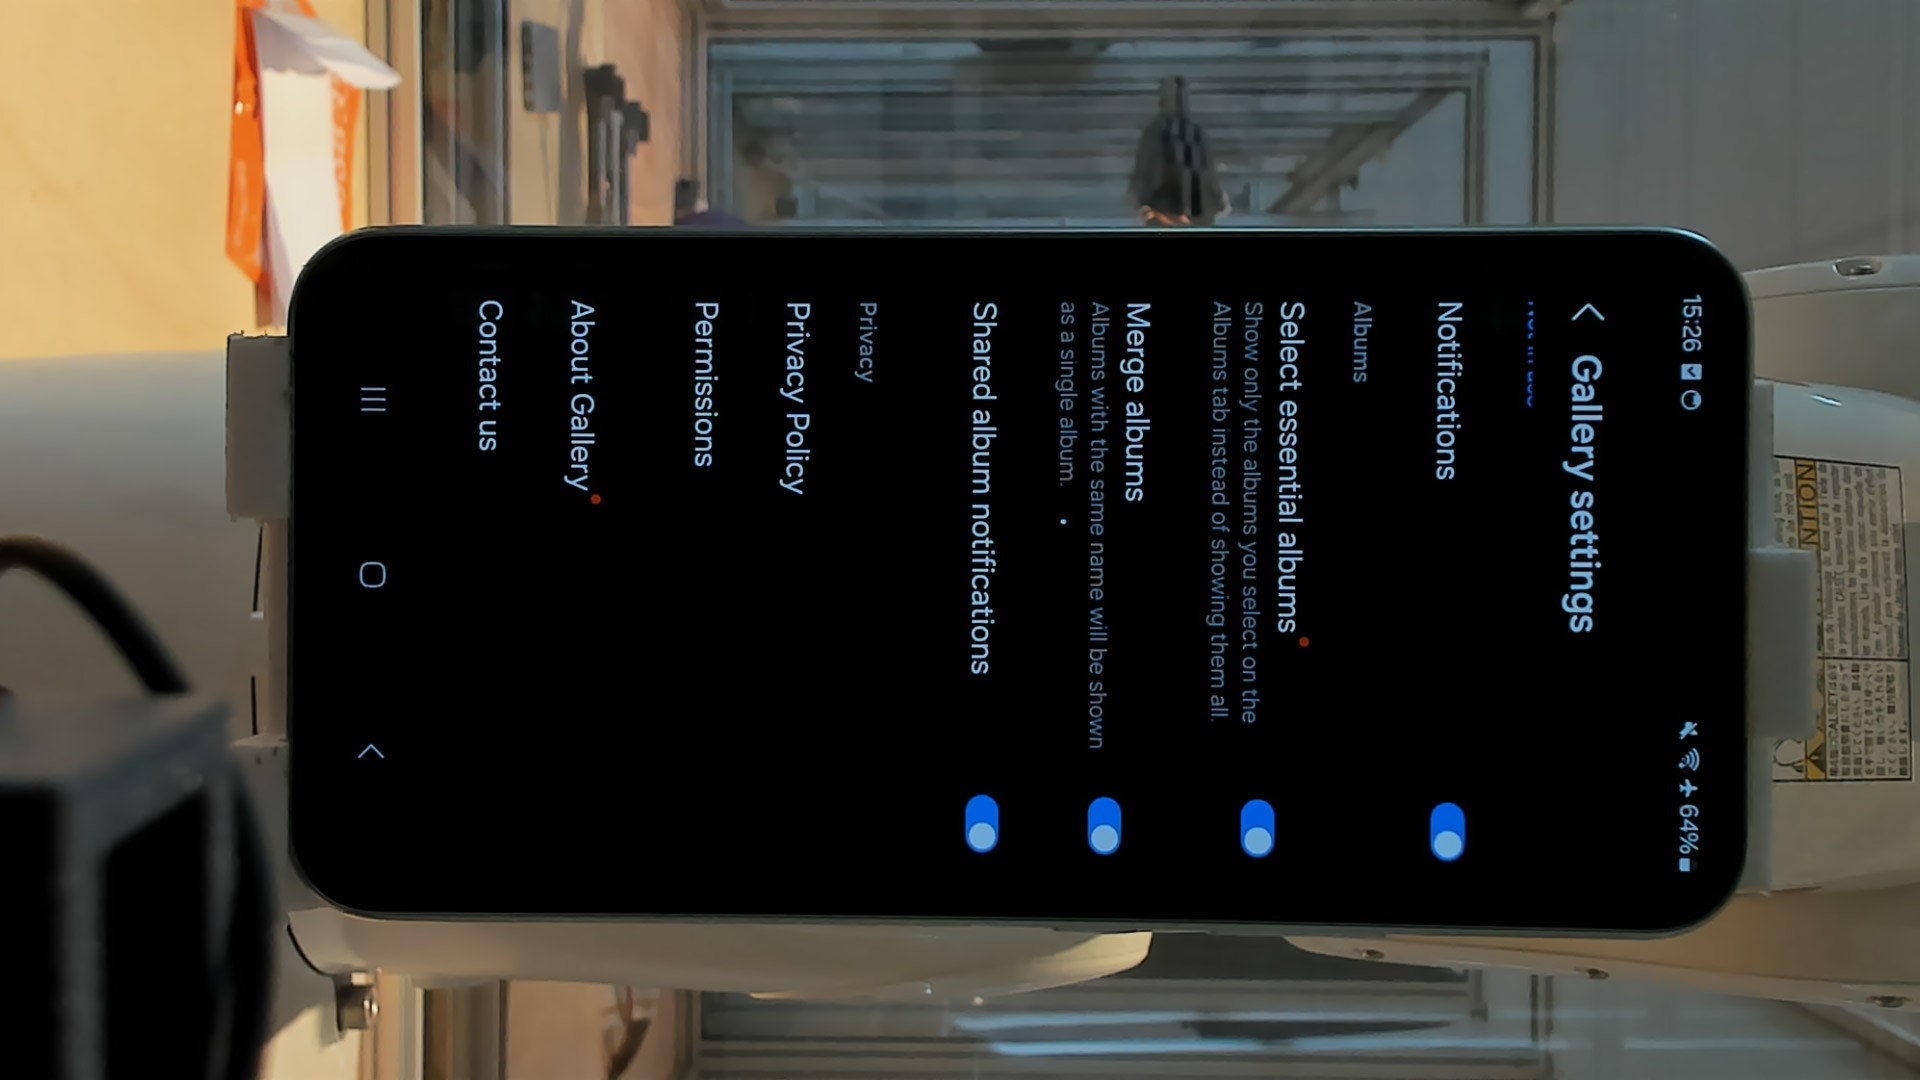 15:26
64%
Gallery settings
Notifications
Albums
Select essential albums
Show only the albums you select on the
Albums tab instead of showing them all.
Merge albums
Albums with the same name will be shown
as a single album.
Shared album notifications
Privacy
Privacy Policy
Permissions
About Gallery
Contact us